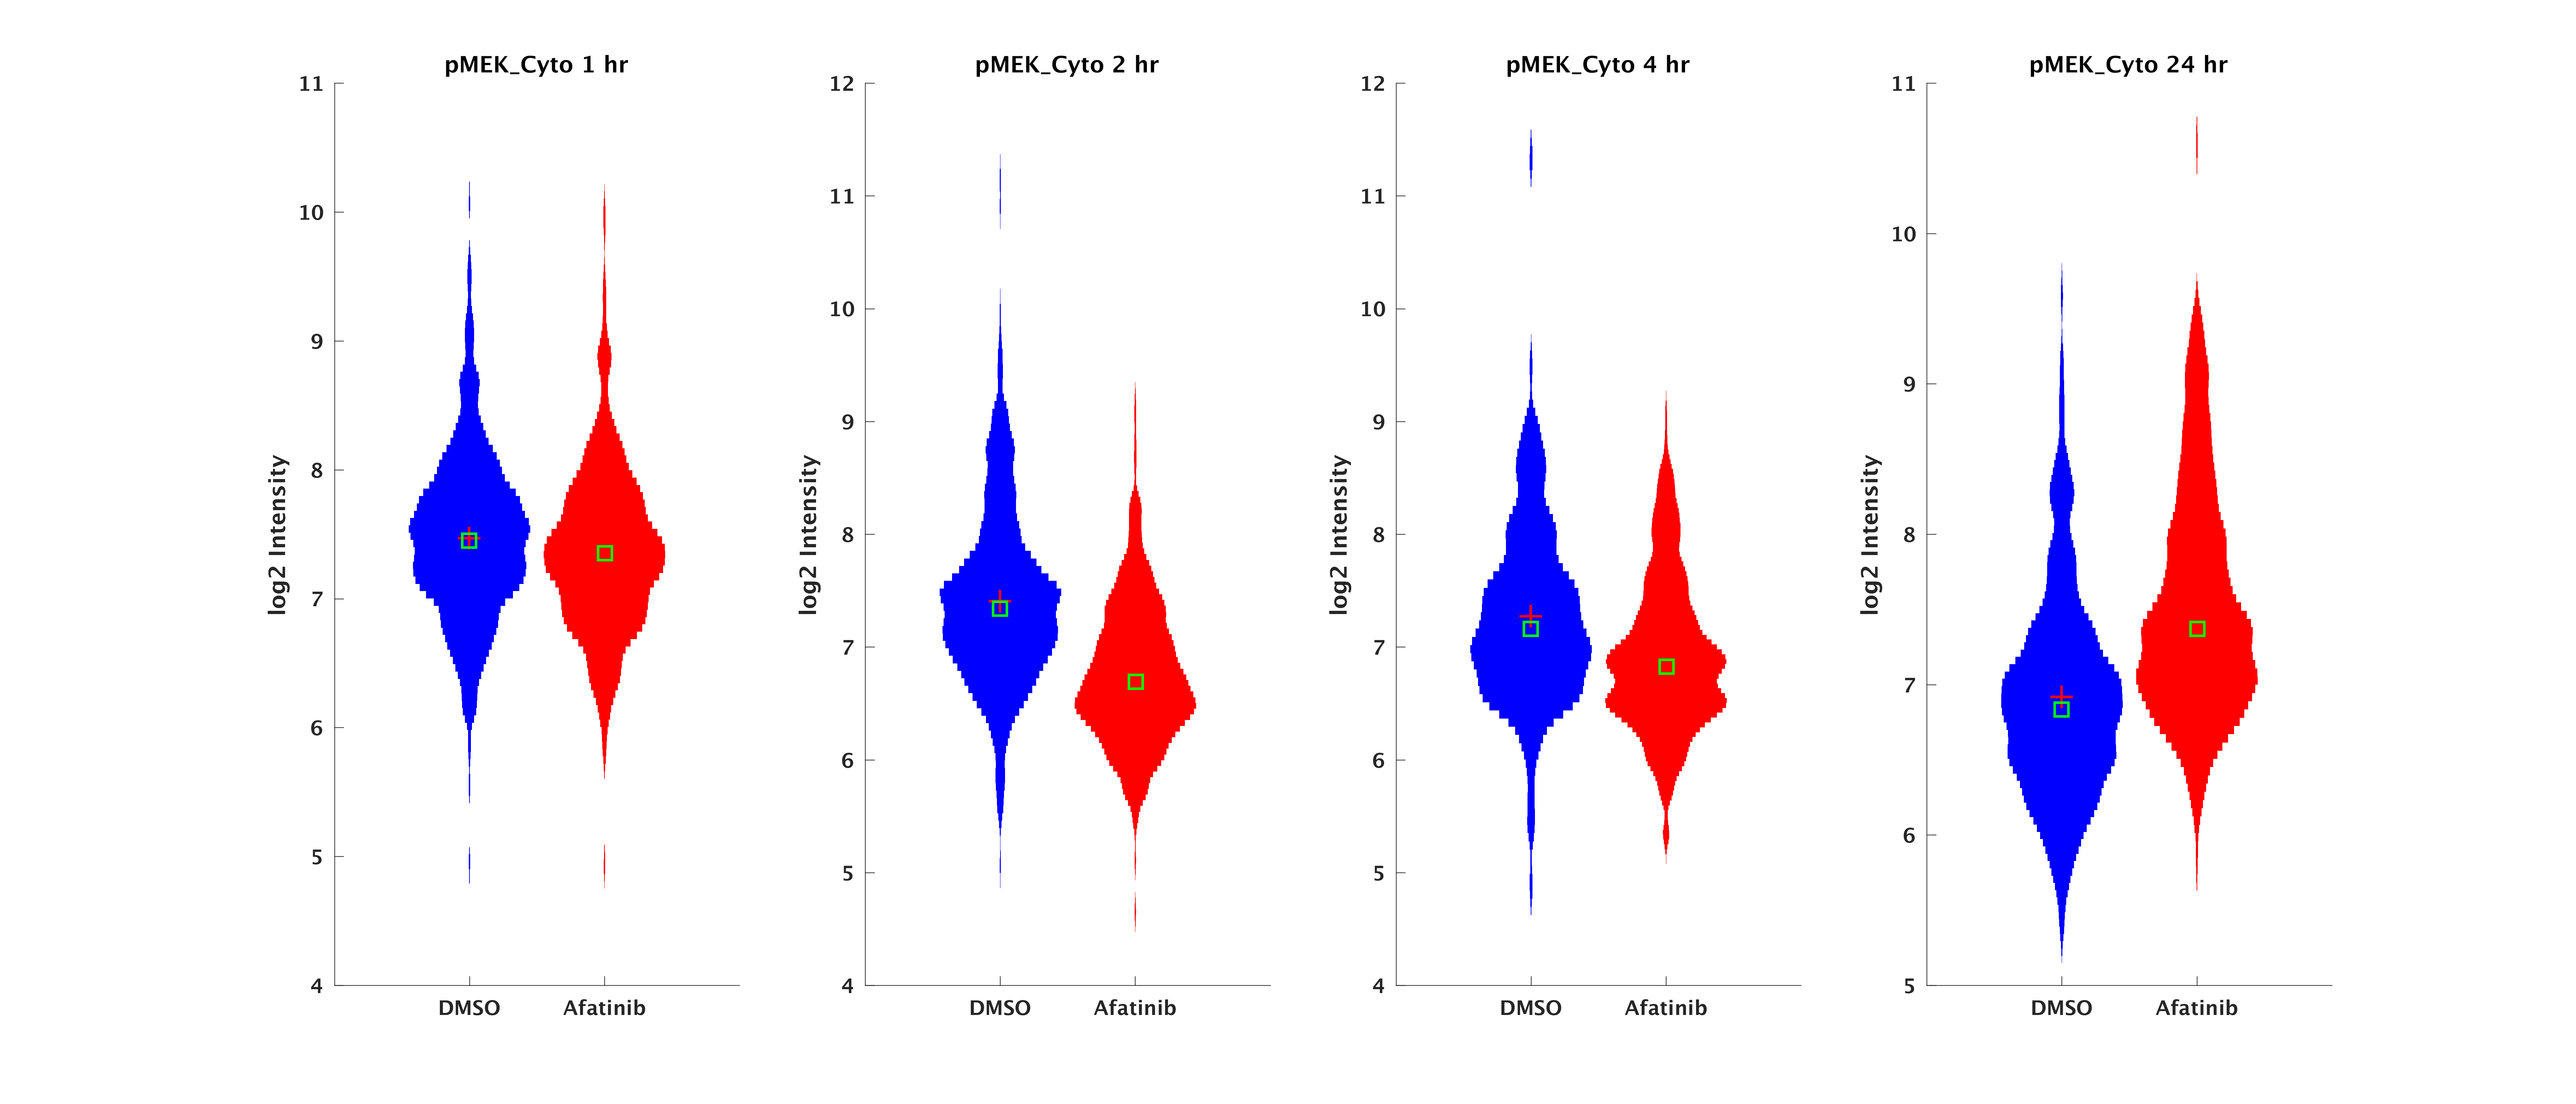 pMEK_Cyto 1 hr
log2 Intensity
11
10
9
8
7
6
5
4
DMSO
Afatinib
pMEK_Cyto 2 hr
log2 Intensity
12
11
10
9
8
7
6
5
4
DMSO
Afatinib
pMEK_Cyto 4 hr
log2 Intensity
12
11
10
9
8
7
6
5
4
DMSO
Afatinib
pMEK_Cyto 24 hr
log2 Intensity
11
10
9
8
7
6
5
DMSO
Afatinib